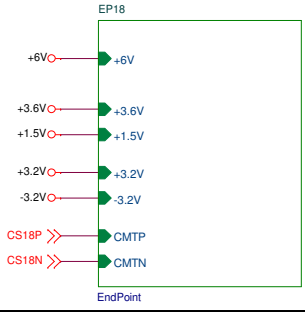 EP18
+6V +6V
+3.6V +3.6V
+1.5V +1.5V
+3.2V +3.2V
-3.2V -3.2V
CS18P CMTP
CS18N CMTN
EndPoint